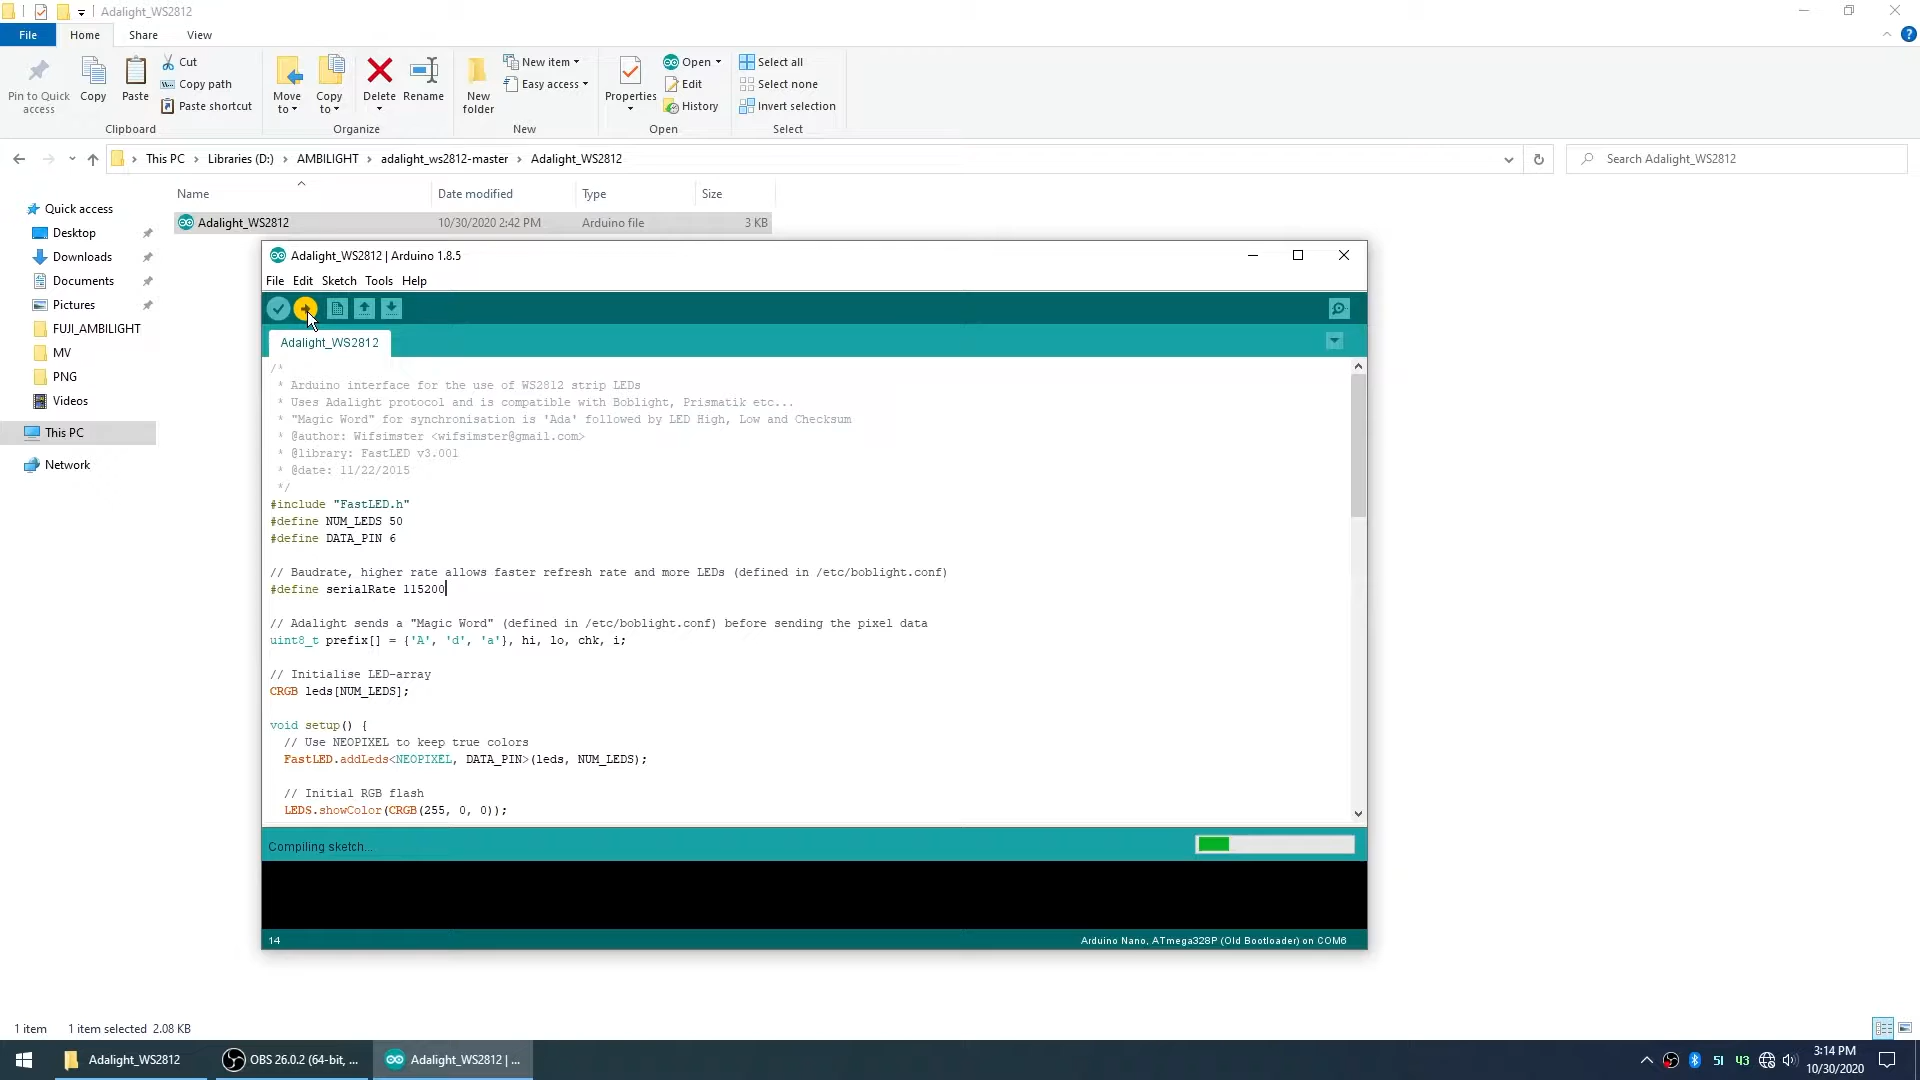 Adalight_WS2812
File Home Share View
Pin to Quick access
Copy
Paste
Cut
Copy path
Paste shortcut
Clipboard
Move to
Copy to
Delete
Rename
Organize
New folder
New item
Easy access
New
Properties
Open
Edit
History
Open
Select all
Select none
Invert selection
Select
This PC > Libraries (D:) > AMBILIGHT > adalight_ws2812-master > Adalight_WS2812
Search Adalight_WS2812
Name Date modified Type Size
Adalight_WS2812 10/30/2020 2:42 PM Arduino file 3 KB
Quick access
Desktop
Downloads
Documents
Pictures
FUJI_AMBILIGHT
MV
PNG
Videos
This PC
Network
Adalight_WS2812 | Arduino 1.8.5
File Edit Sketch Tools Help
Adalight_WS2812
/*
* Arduino interface for the use of WS2812 strip LEDs
* Uses Adalight protocol and is compatible with Boblight, Prismatik etc...
* "Magic Word" for synchronisation is 'Ada' followed by LED High, Low and Checksum
* @author: Wifsimster <wifsimster@gmail.com>
* @library: FastLED v3.001
* @date: 11/22/2015
*/
#include "FastLED.h"
#define NUM_LEDS 50
#define DATA_PIN 6
// Baudrate, higher rate allows faster refresh rate and more LEDs (defined in /etc/boblight.conf)
#define serialRate 115200
// Adalight sends a "Magic Word" (defined in /etc/boblight.conf) before sending the pixel data
uint8_t prefix[] = {'A', 'd', 'a'}, hi, lo, chk, i;
// Initialise LED-array
CRGB leds[NUM_LEDS];
void setup() {
// Use NEOPIXEL to keep true colors
FastLED.addLeds<NEOPIXEL, DATA_PIN>(leds, NUM_LEDS);
// Initial RGB flash
LEDS.showColor(CRGB(255, 0, 0));
Compiling sketch...
14
Arduino Nano, ATmega328P (Old Bootloader) on COM6
1 item 1 item selected 2.08 KB
Adalight_WS2812
OBS 26.0.2 (64-bit, ...
Adalight_WS2812 | ...
51 43
3:14 PM
10/30/2020